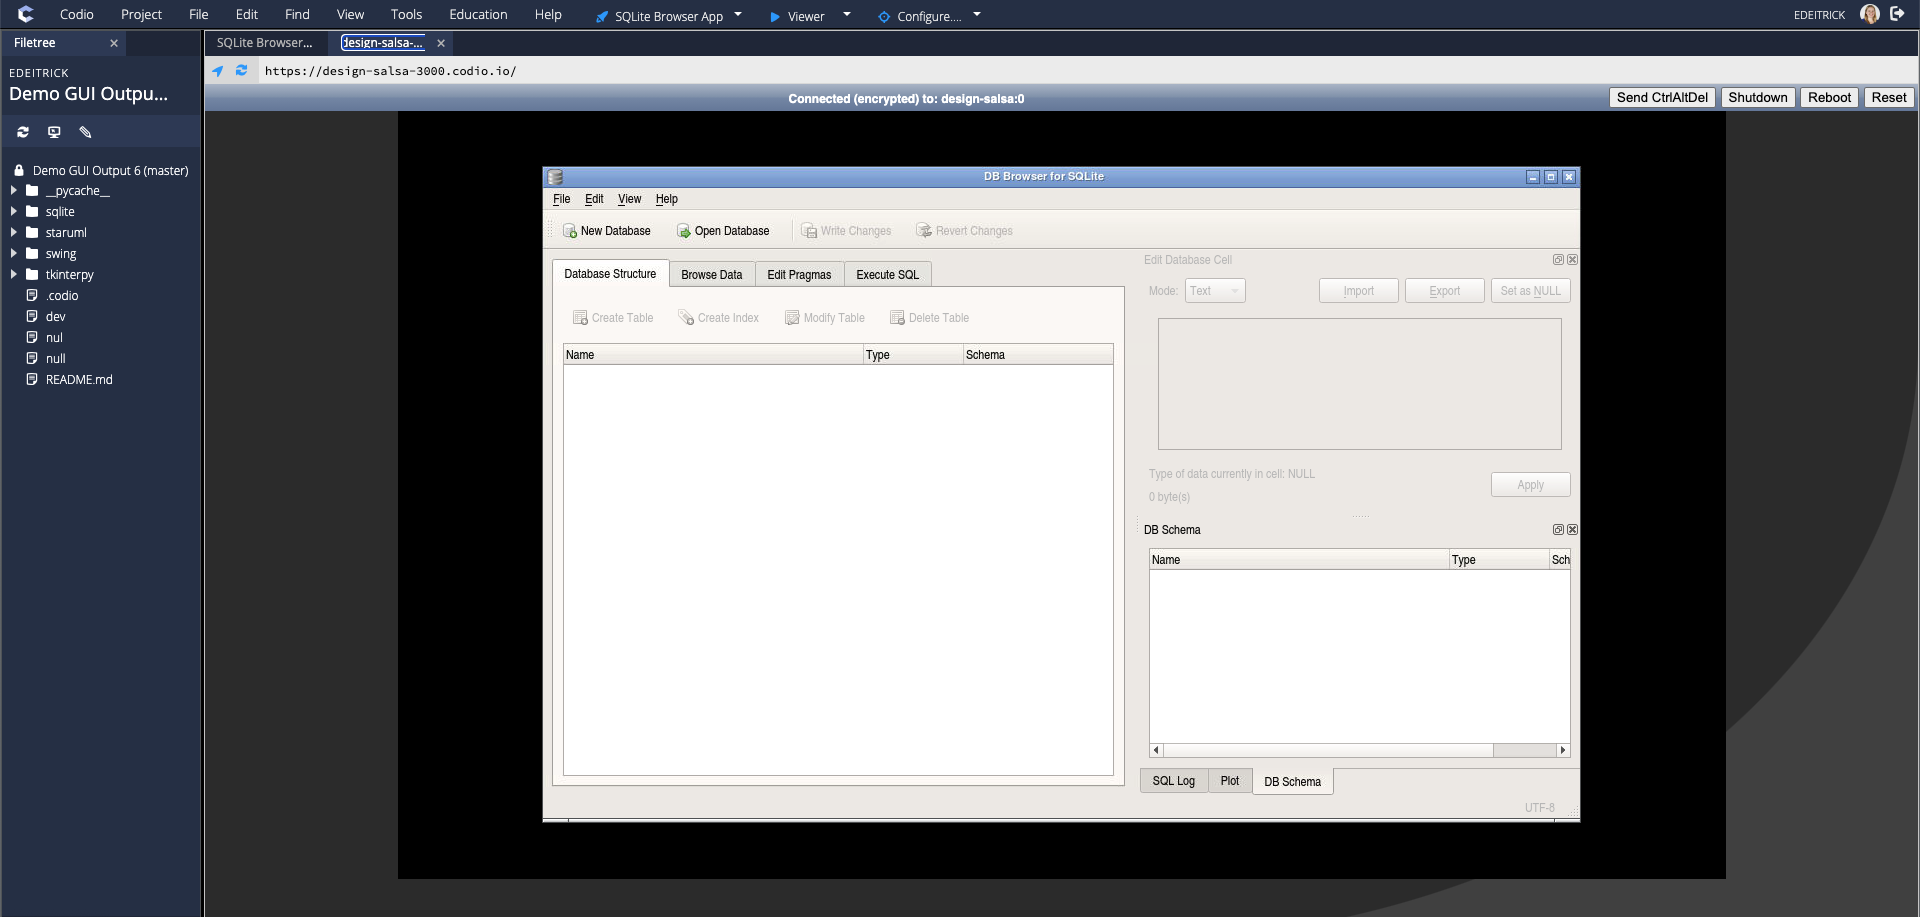 Codio Project File Edit Find View Tools Education Help SQLite Browser App Viewer Configure.... EDEITRICK
Filetree
SQLite Browser... design-salsa-...
https://design-salsa-3000.codio.io/
EDEITRICK
Demo GUI Outpu...
Connected (encrypted) to: design-salsa:0
Send CtrlAltDel Shutdown Reboot Reset
Demo GUI Output 6 (master)
__pycache__
sqlite
staruml
swing
tkinterpy
.codio
dev
nul
null
README.md
DB Browser for SQLite
File Edit View Help
New Database Open Database Write Changes Revert Changes
Database Structure Browse Data Edit Pragmas Execute SQL
Create Table Create Index Modify Table Delete Table
Name Type Schema
Edit Database Cell
Mode: Text Import Export Set as NULL
Type of data currently in cell: NULL
0 byte(s)
Apply
DB Schema
Name Type Sch
SQL Log Plot DB Schema
UTF-8